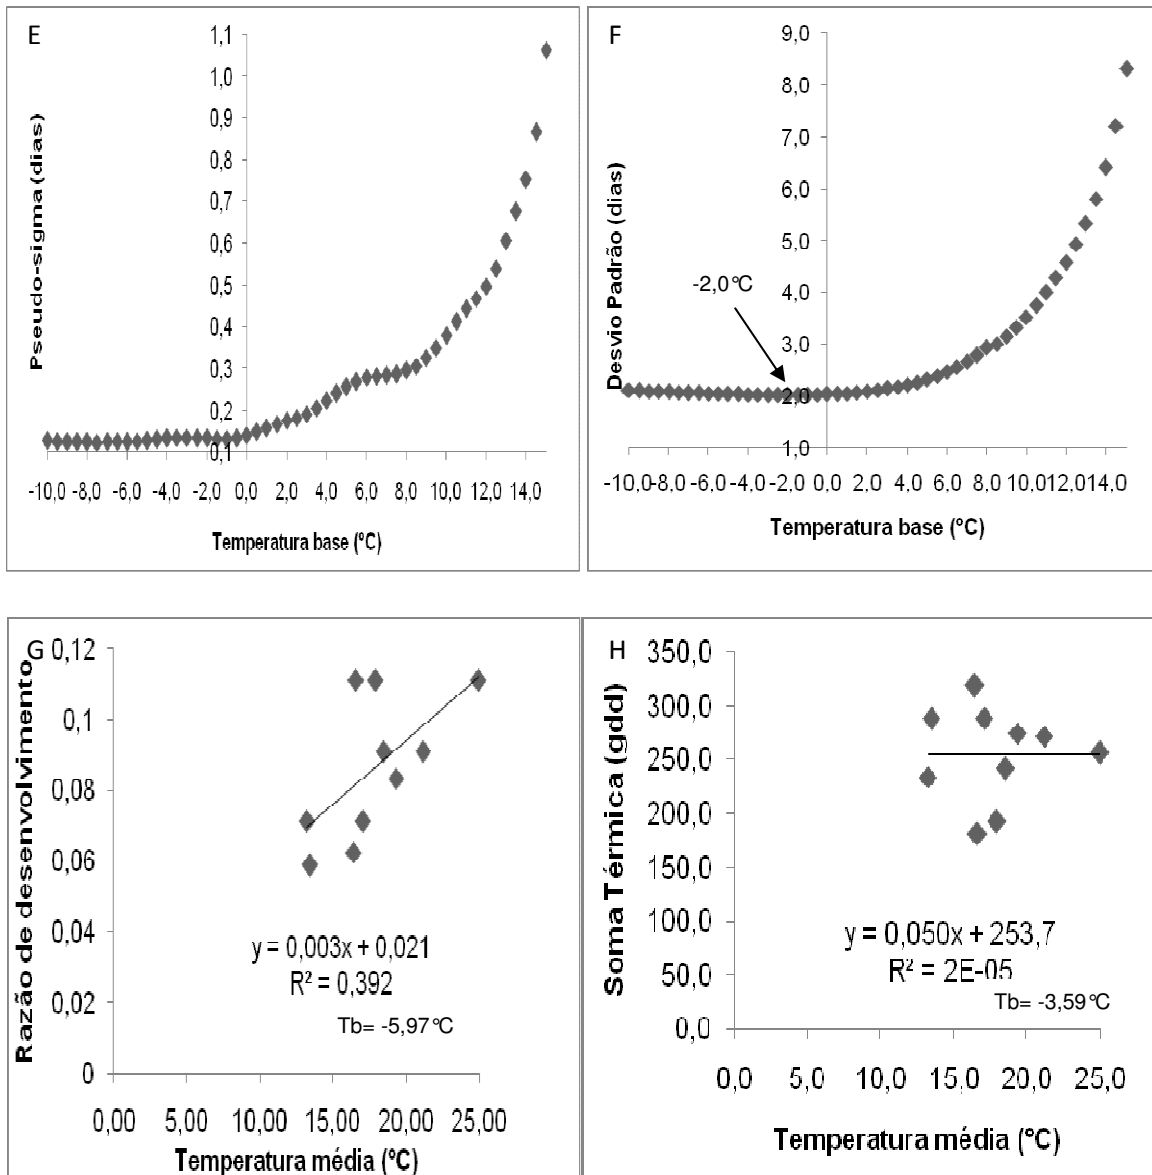 E
Pseudo-sigma (dias)
1,1
1,0
0,9
0,8
0,7
0,6
0,5
0,4
0,3
0,2
0,1
-10,0 -8,0 -6,0 -4,0 -2,0 0,0 2,0 4,0 6,0 8,0 10,0 12,0 14,0
Temperatura base (ºC)
F
Desvio Padrão (dias)
9,0
8,0
7,0
6,0
5,0
4,0
3,0
2,0
1,0
-2,0°C
-10,0 -8,0 -6,0 -4,0 -2,0 0,0 2,0 4,0 6,0 8,0 10,0 12,0 14,0
Temperatura base (ºC)
G
Razão de desenvolvimento
0,12
0,1
0,08
0,06
0,04
0,02
0
y = 0,003x + 0,021
R² = 0,392
Tb= -5,97°C
0,00 5,00 10,00 15,00 20,00 25,00
Temperatura média (ºC)
H
Soma Térmica (gdd)
350,0
300,0
250,0
200,0
150,0
100,0
50,0
0,0
y = 0,050x + 253,7
R² = 2E-05
Tb= -3,59°C
0,0 5,0 10,0 15,0 20,0 25,0
Temperatura média (ºC)